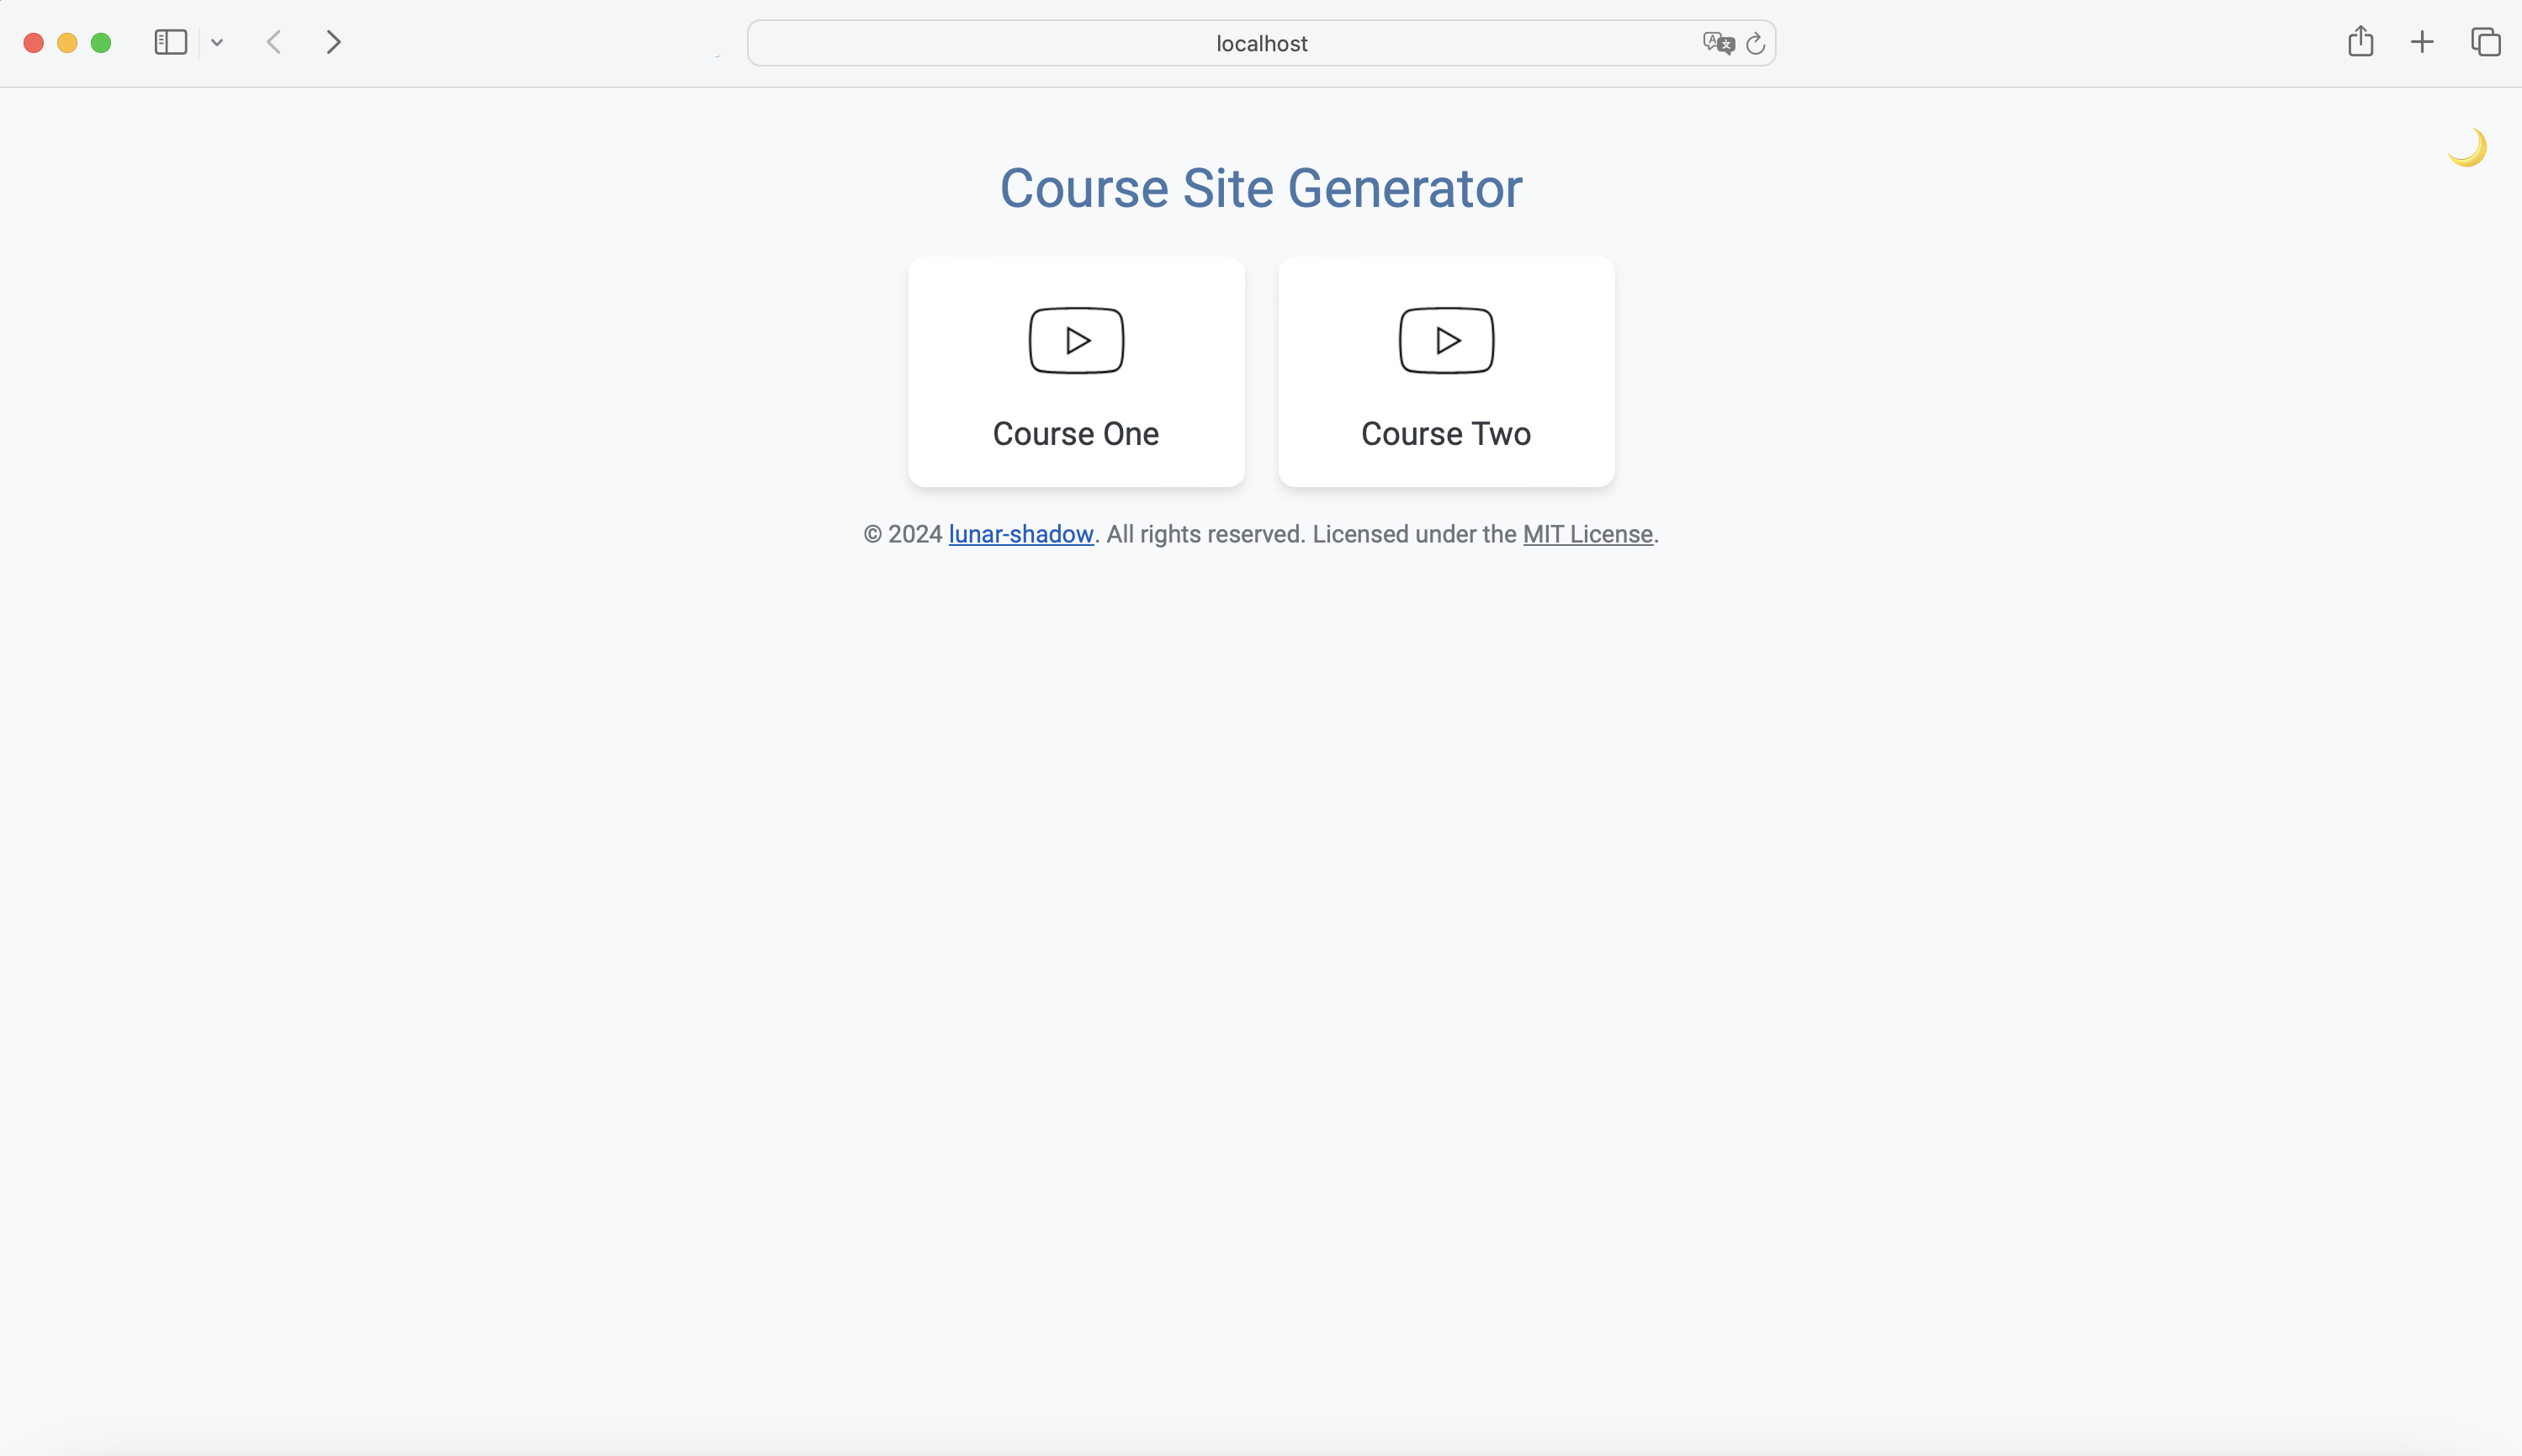 localhost
Course Site Generator
Course One
Course Two
© 2024 lunar-shadow. All rights reserved. Licensed under the MIT License.